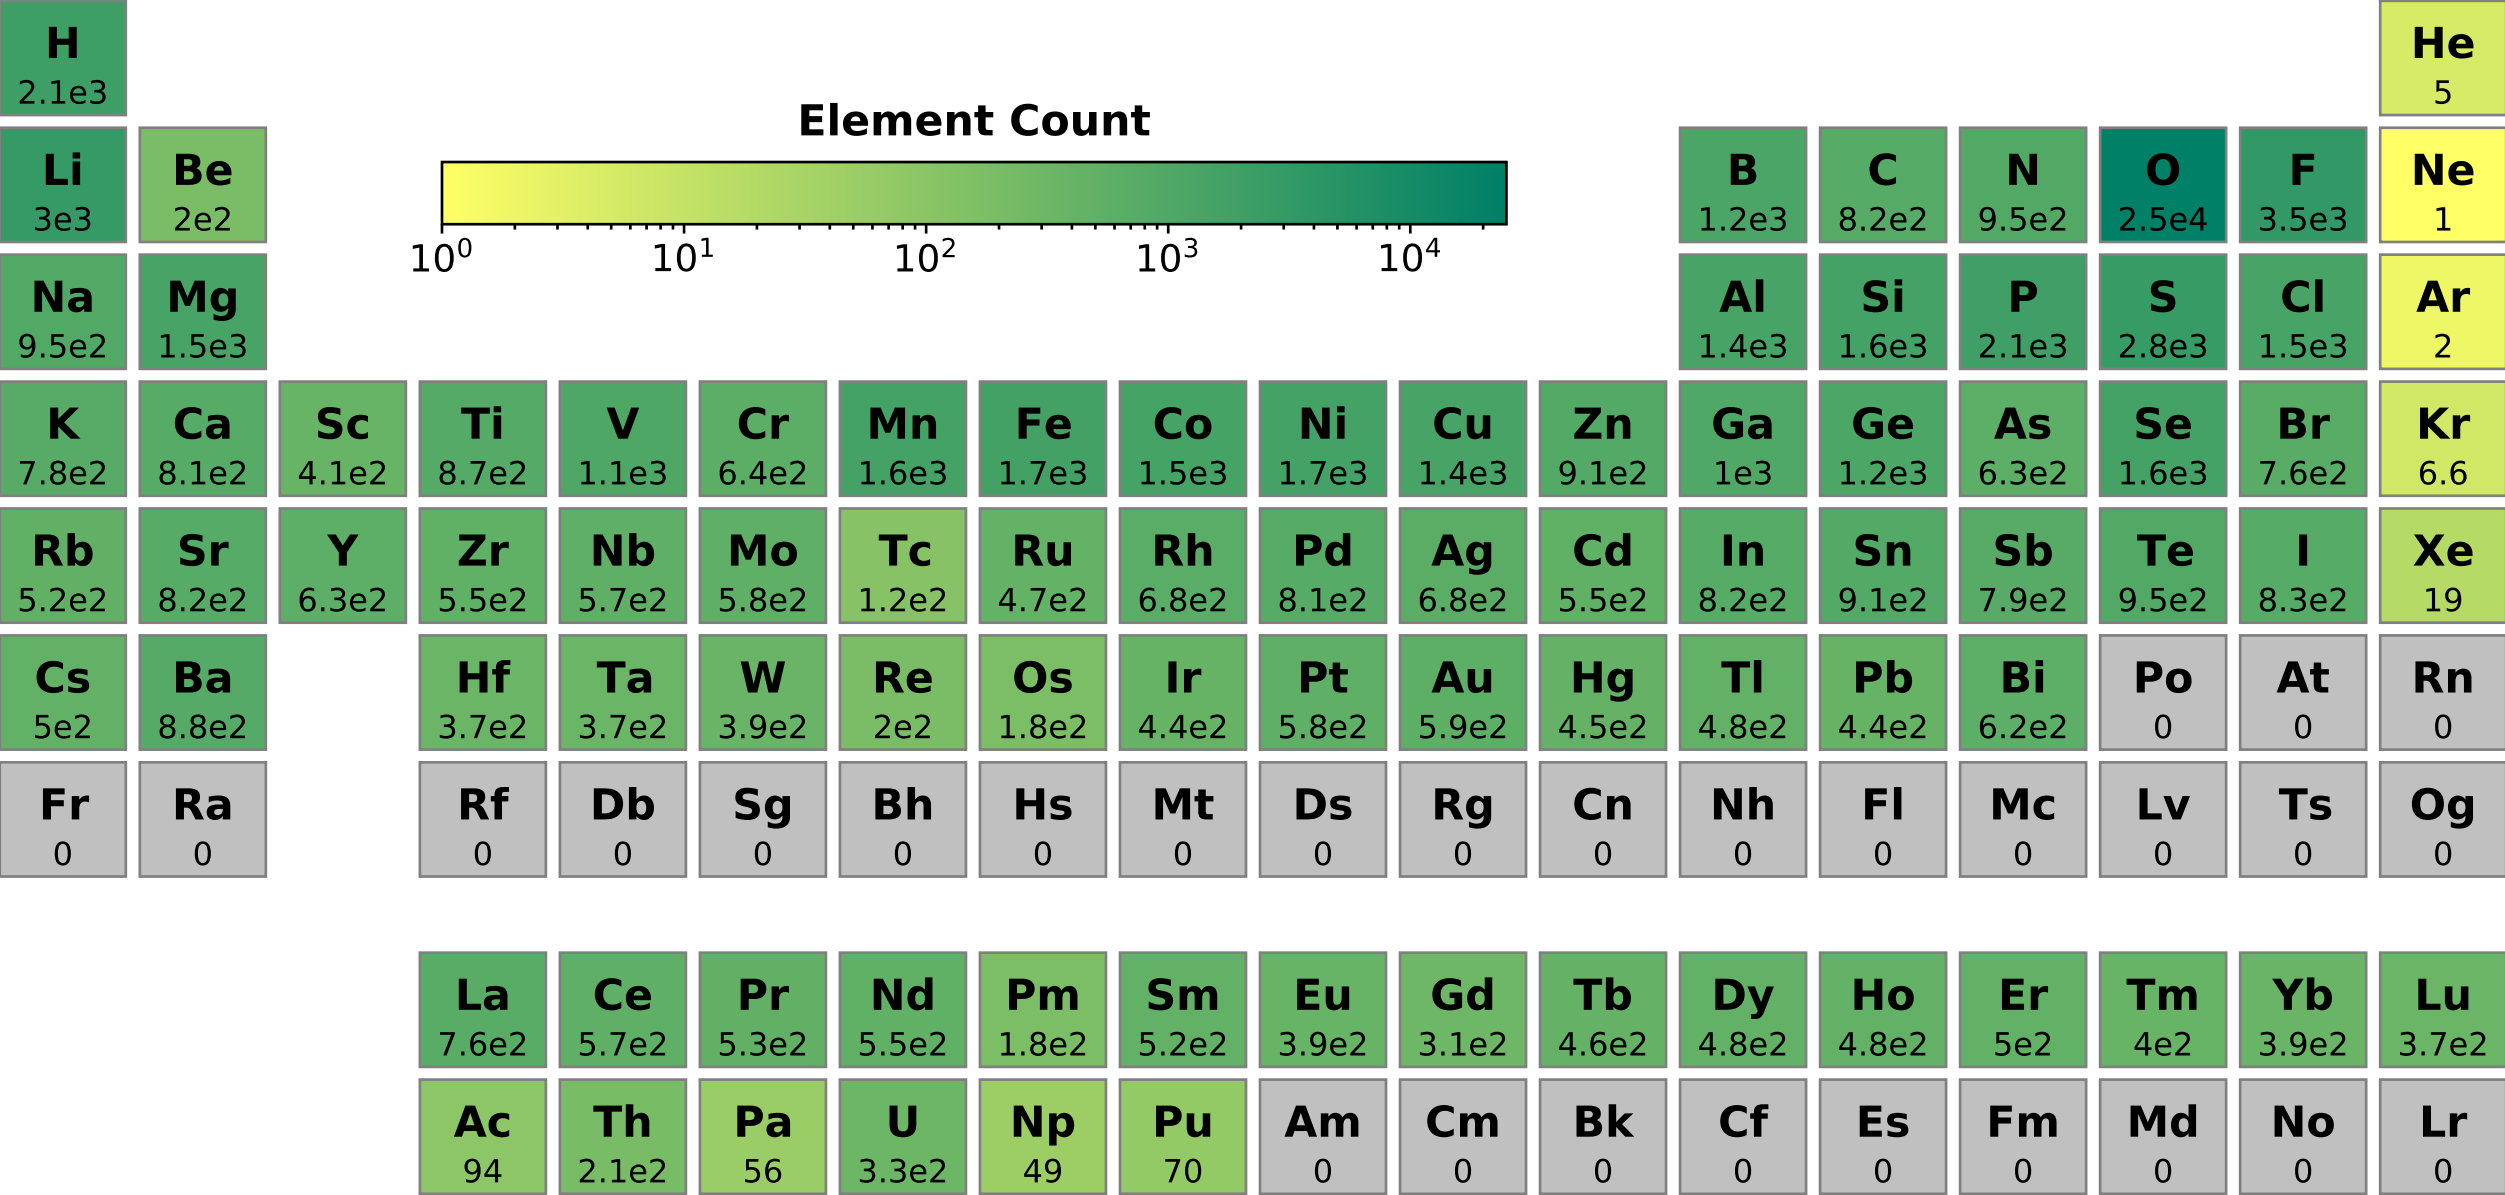 H He
2.1e3 5
Element Count
Li Be B C N O F Ne
3e3 2e2 1.2e3 8.2e2 9.5e2 2.5e4 3.5e3 1
10⁰ 10¹ 10² 10³ 10⁴
Na Mg Al Si P S Cl Ar
9.5e2 1.5e3 1.4e3 1.6e3 2.1e3 2.8e3 1.5e3 2
K Ca Sc Ti V Cr Mn Fe Co Ni Cu Zn Ga Ge As Se Br Kr
7.8e2 8.1e2 4.1e2 8.7e2 1.1e3 6.4e2 1.6e3 1.7e3 1.5e3 1.7e3 1.4e3 9.1e2 1e3 1.2e3 6.3e2 1.6e3 7.6e2 6.6
Rb Sr Y Zr Nb Mo Tc Ru Rh Pd Ag Cd In Sn Sb Te I Xe
5.2e2 8.2e2 6.3e2 5.5e2 5.7e2 5.8e2 1.2e2 4.7e2 6.8e2 8.1e2 6.8e2 5.5e2 8.2e2 9.1e2 7.9e2 9.5e2 8.3e2 19
Cs Ba Hf Ta W Re Os Ir Pt Au Hg Tl Pb Bi Po At Rn
5e2 8.8e2 3.7e2 3.7e2 3.9e2 2e2 1.8e2 4.4e2 5.8e2 5.9e2 4.5e2 4.8e2 4.4e2 6.2e2 0 0 0
Fr Ra Rf Db Sg Bh Hs Mt Ds Rg Cn Nh Fl Mc Lv Ts Og
0 0 0 0 0 0 0 0 0 0 0 0 0 0 0 0 0
La Ce Pr Nd Pm Sm Eu Gd Tb Dy Ho Er Tm Yb Lu
7.6e2 5.7e2 5.3e2 5.5e2 1.8e2 5.2e2 3.9e2 3.1e2 4.6e2 4.8e2 4.8e2 5e2 4e2 3.9e2 3.7e2
Ac Th Pa U Np Pu Am Cm Bk Cf Es Fm Md No Lr
94 2.1e2 56 3.3e2 49 70 0 0 0 0 0 0 0 0 0